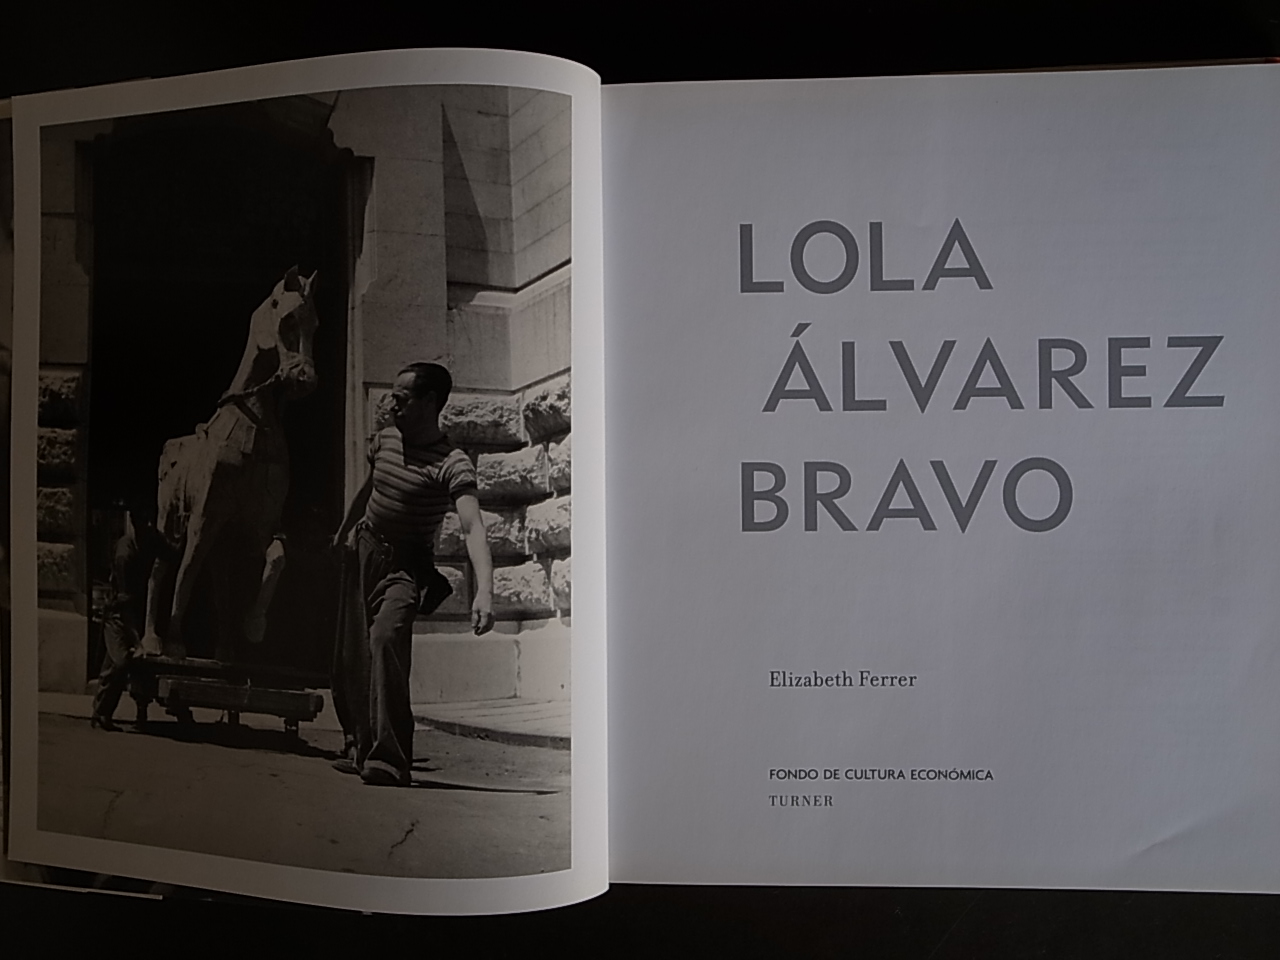 LOLA
ÁLVAREZ
BRAVO
Elizabeth Ferrer
FONDO DE CULTURA ECONÓMICA
TURNER